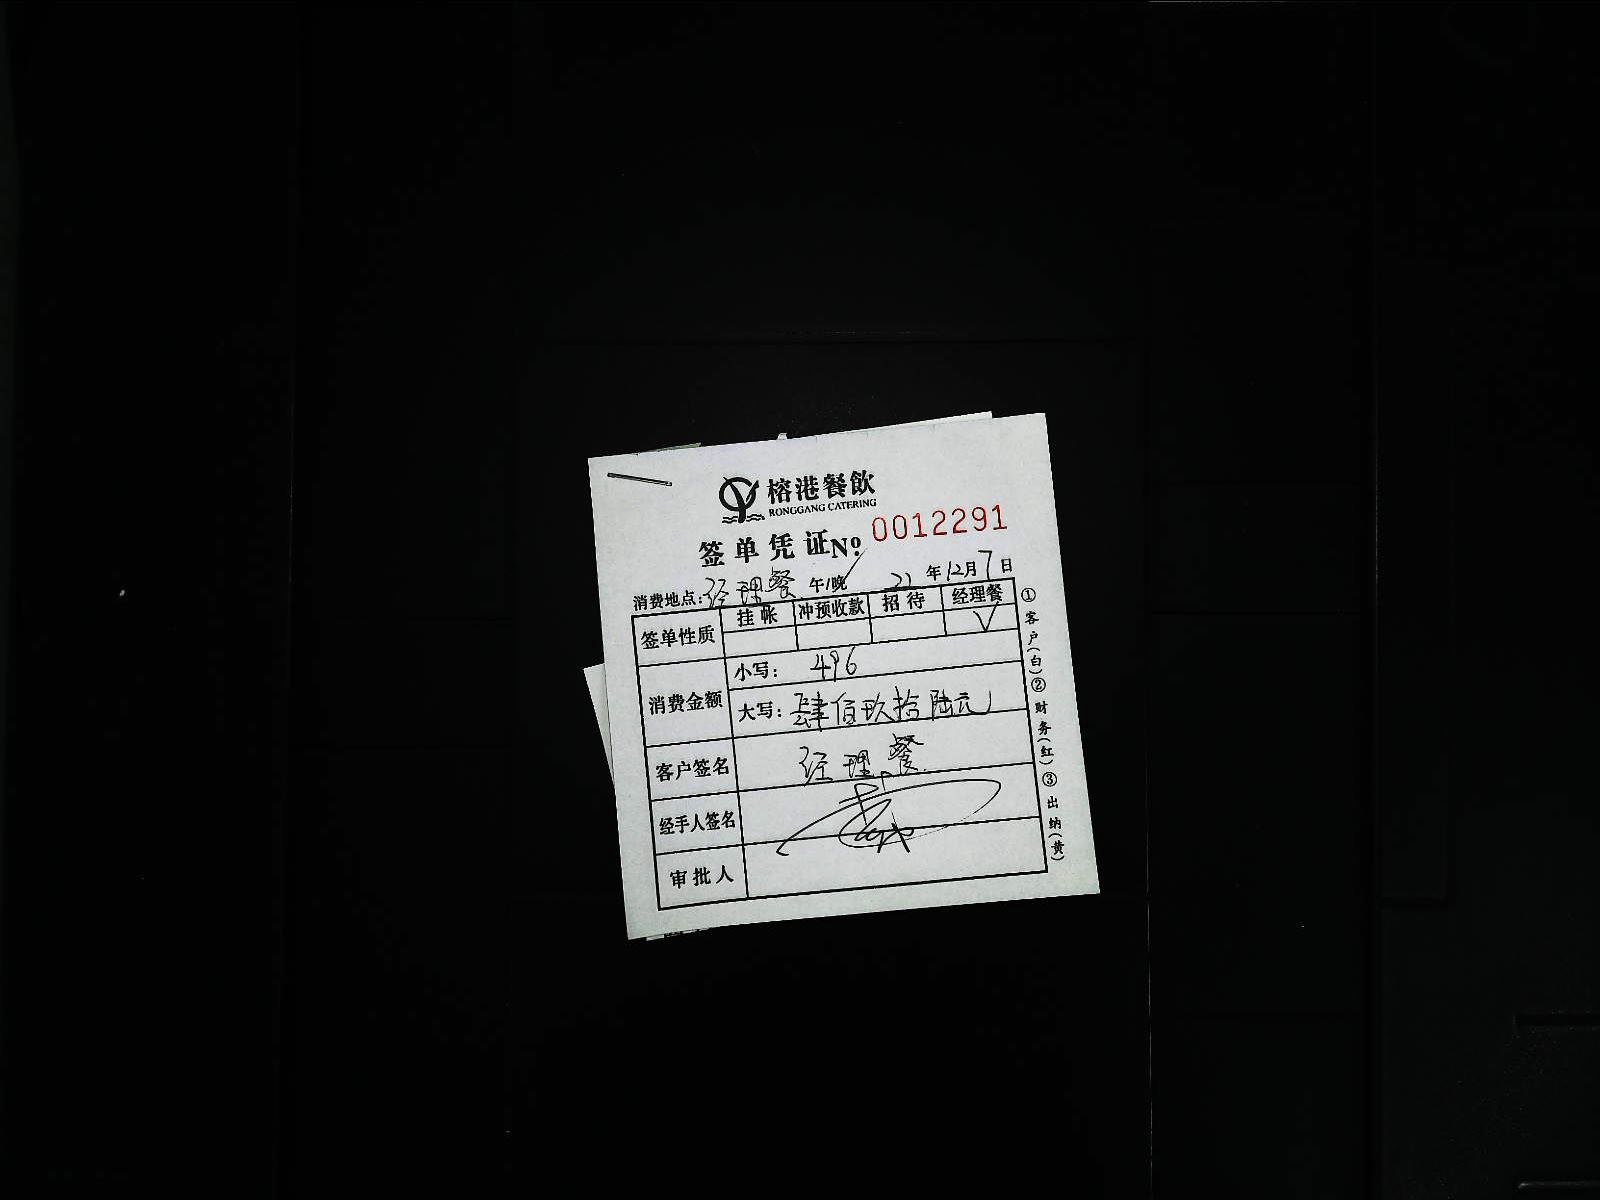 榕港餐飲
RONGGANG CATERING
签单凭证№ 0012291
消费地点:经理餐 午/晚 21年12月7日
签单性质 挂帐 冲预收款 招待 经理餐
√
消费金额 小写: 496
大写: 肆佰玖拾陆元
客户签名 经理餐
经手人签名
审批人
①客户(白)②财务(红)③出纳(黄)